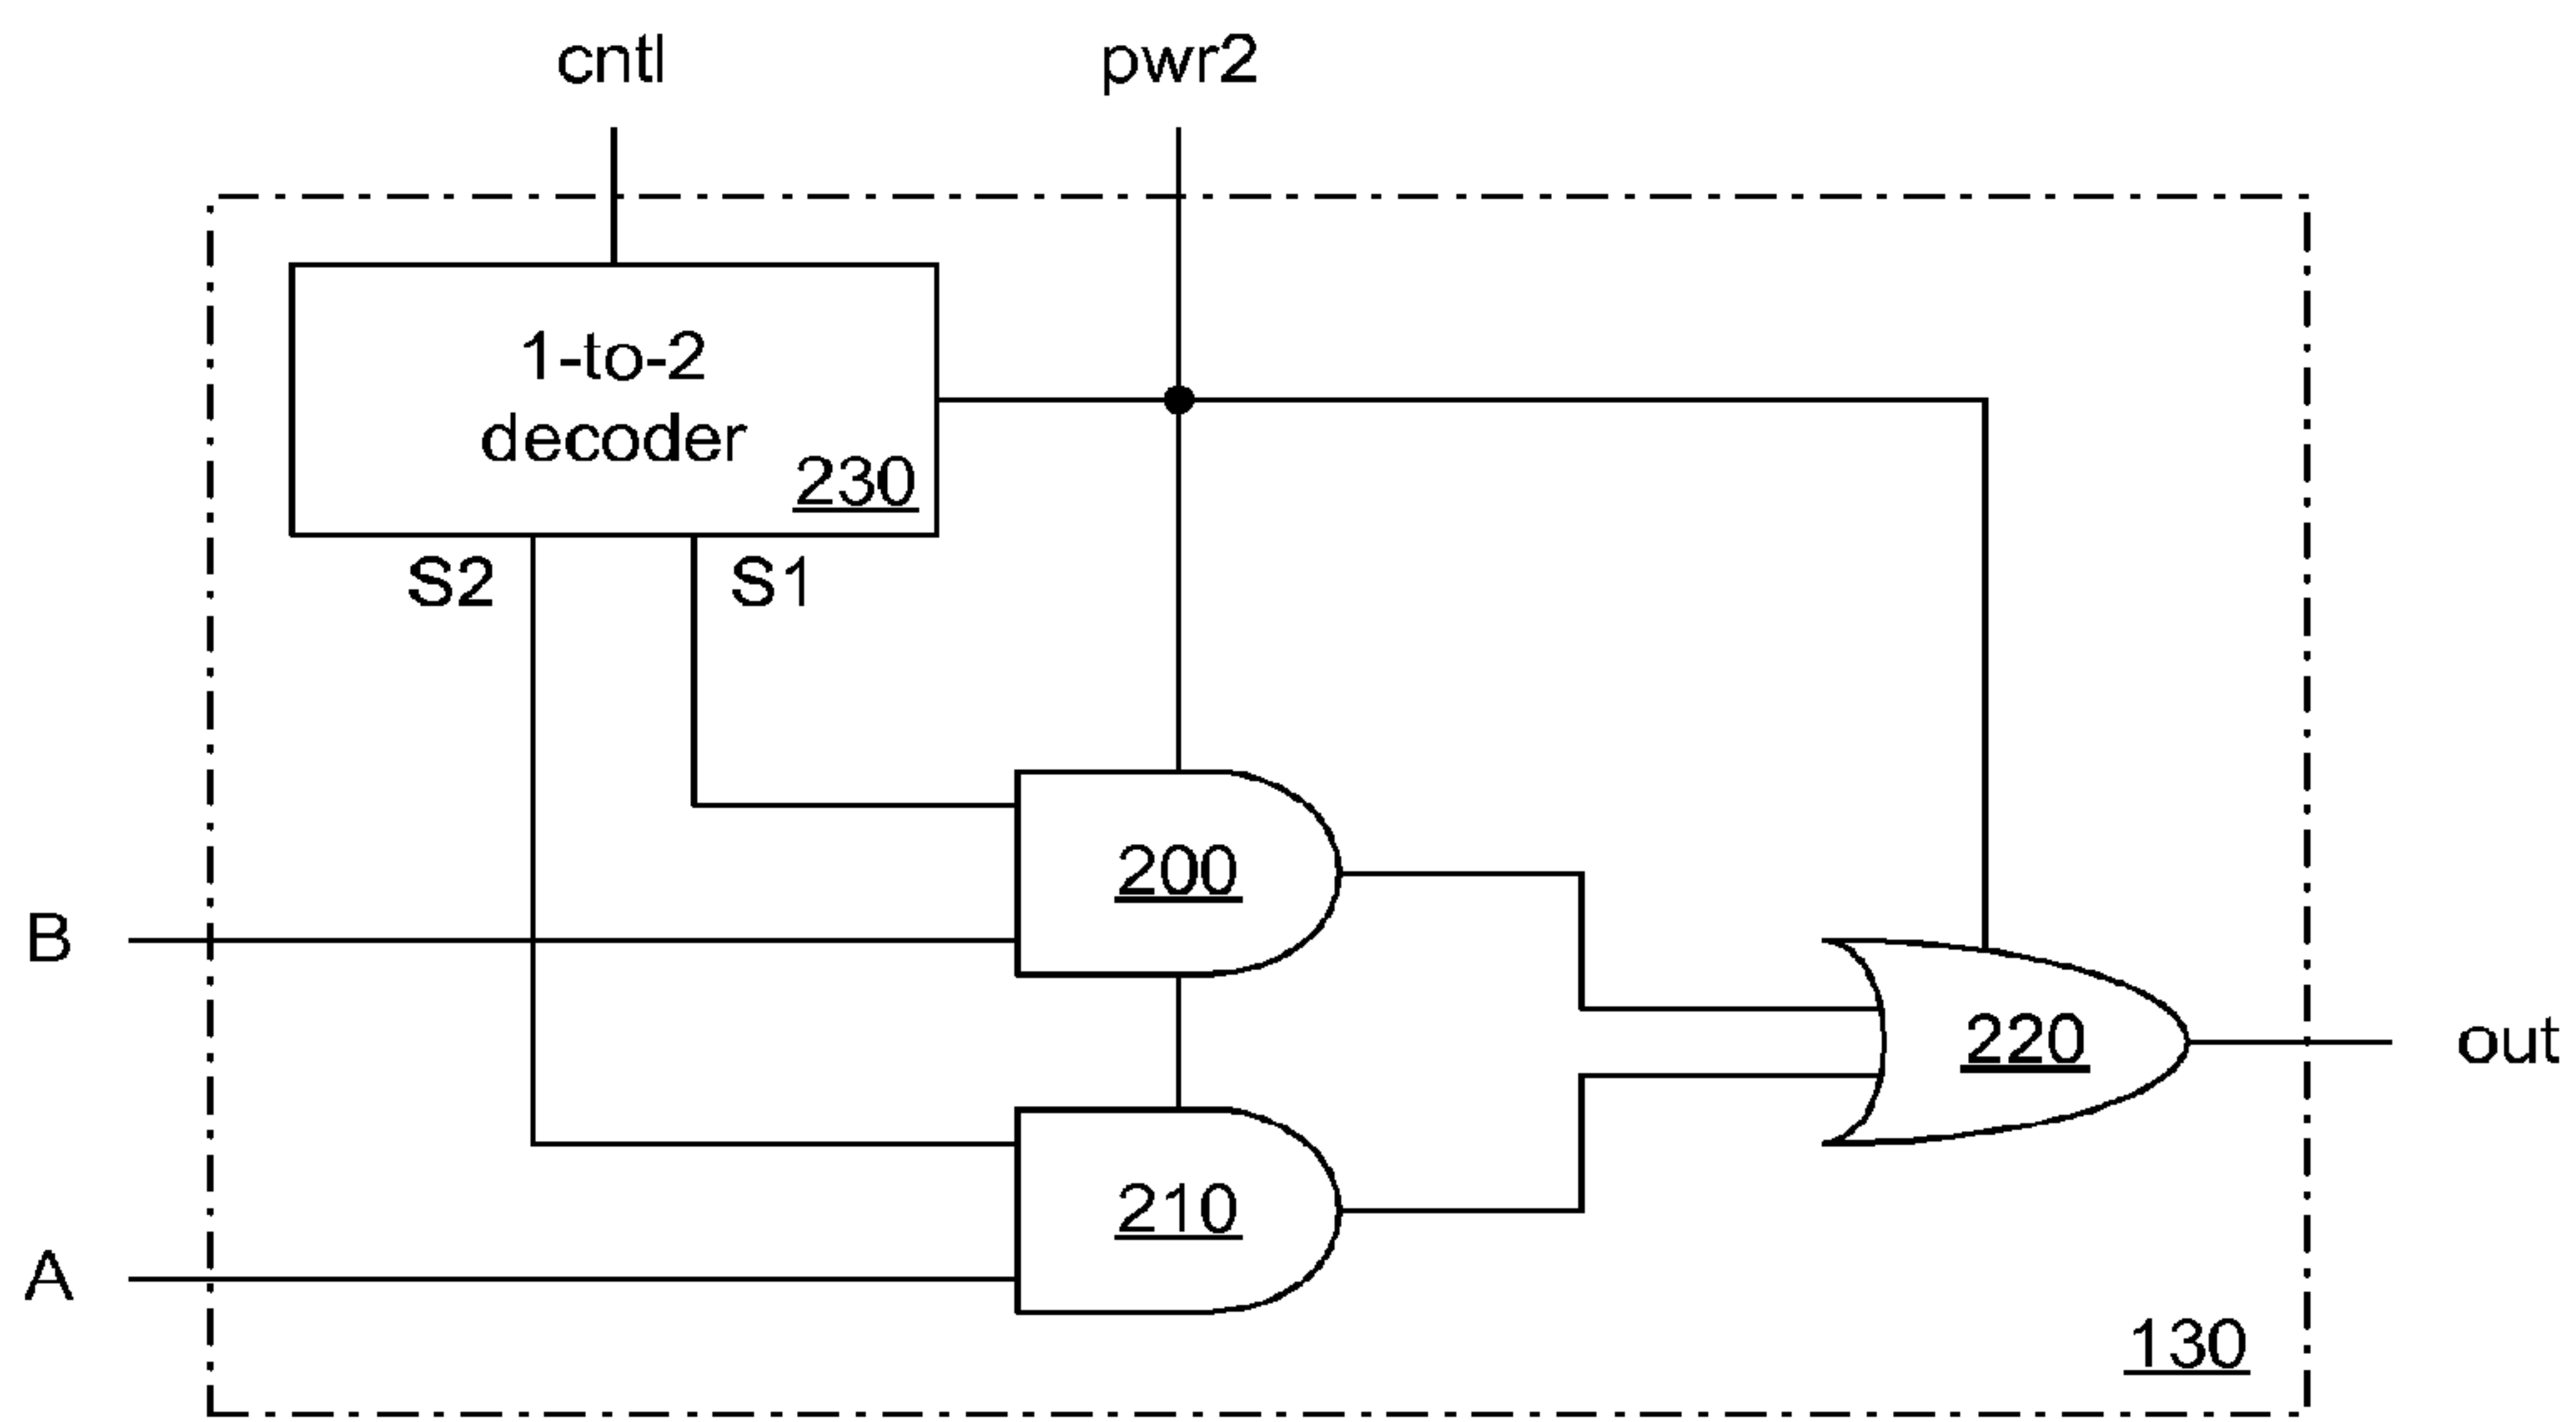 cntl
pwr2
1-to-2
decoder
230
S2
S1
200
B
220
out
210
A
130